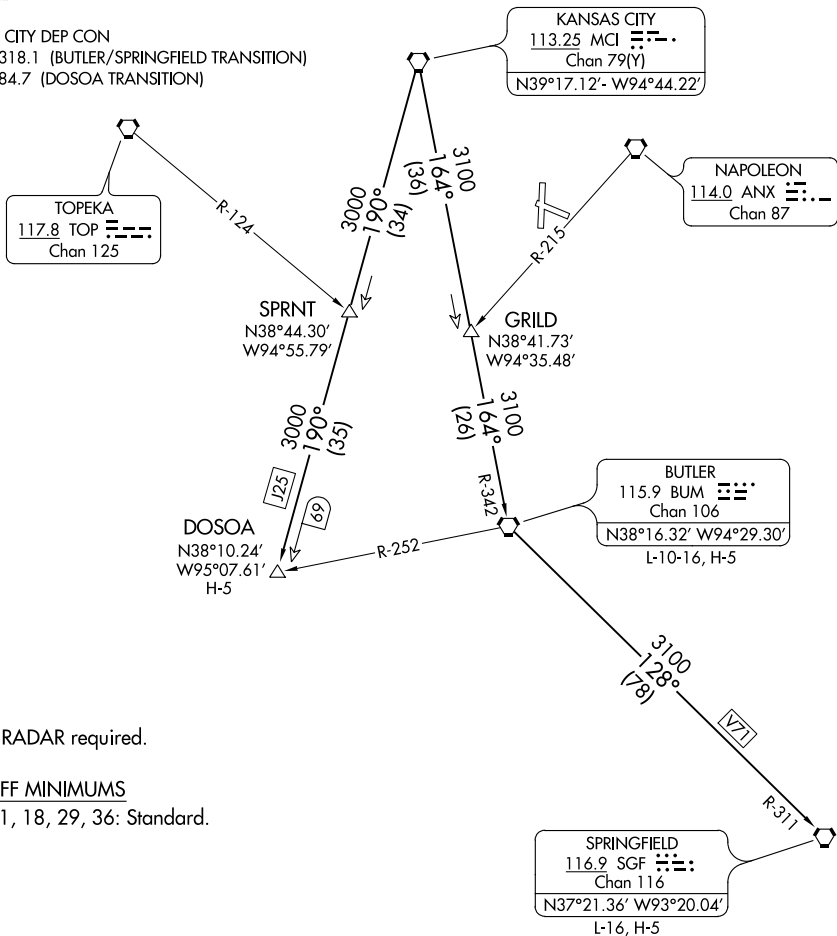 CITY DEP CON
318.1 (BUTLER/SPRINGFIELD TRANSITION)
84.7 (DOSOA TRANSITION)
KANSAS CITY
113.25 MCI
Chan 79(Y)
N39°17.12'- W94°44.22'
TOPEKA
117.8 TOP
Chan 125
NAPOLEON
114.0 ANX
Chan 87
R-124
3000
190°
(34)
3100
164°
(36)
R-215
SPRNT
N38°44.30'
W94°55.79'
GRILD
N38°41.73'
W94°35.48'
3000
190°
(35)
3100
164°
(26)
J25
69
R-342
BUTLER
115.9 BUM
Chan 106
N38°16.32' W94°29.30'
L-10-16, H-5
DOSOA
N38°10.24'
W95°07.61'
H-5
R-252
3100
128°
(78)
V71
R-311
RADAR required.
FF MINIMUMS
1, 18, 29, 36: Standard.
SPRINGFIELD
116.9 SGF
Chan 116
N37°21.36' W93°20.04'
L-16, H-5